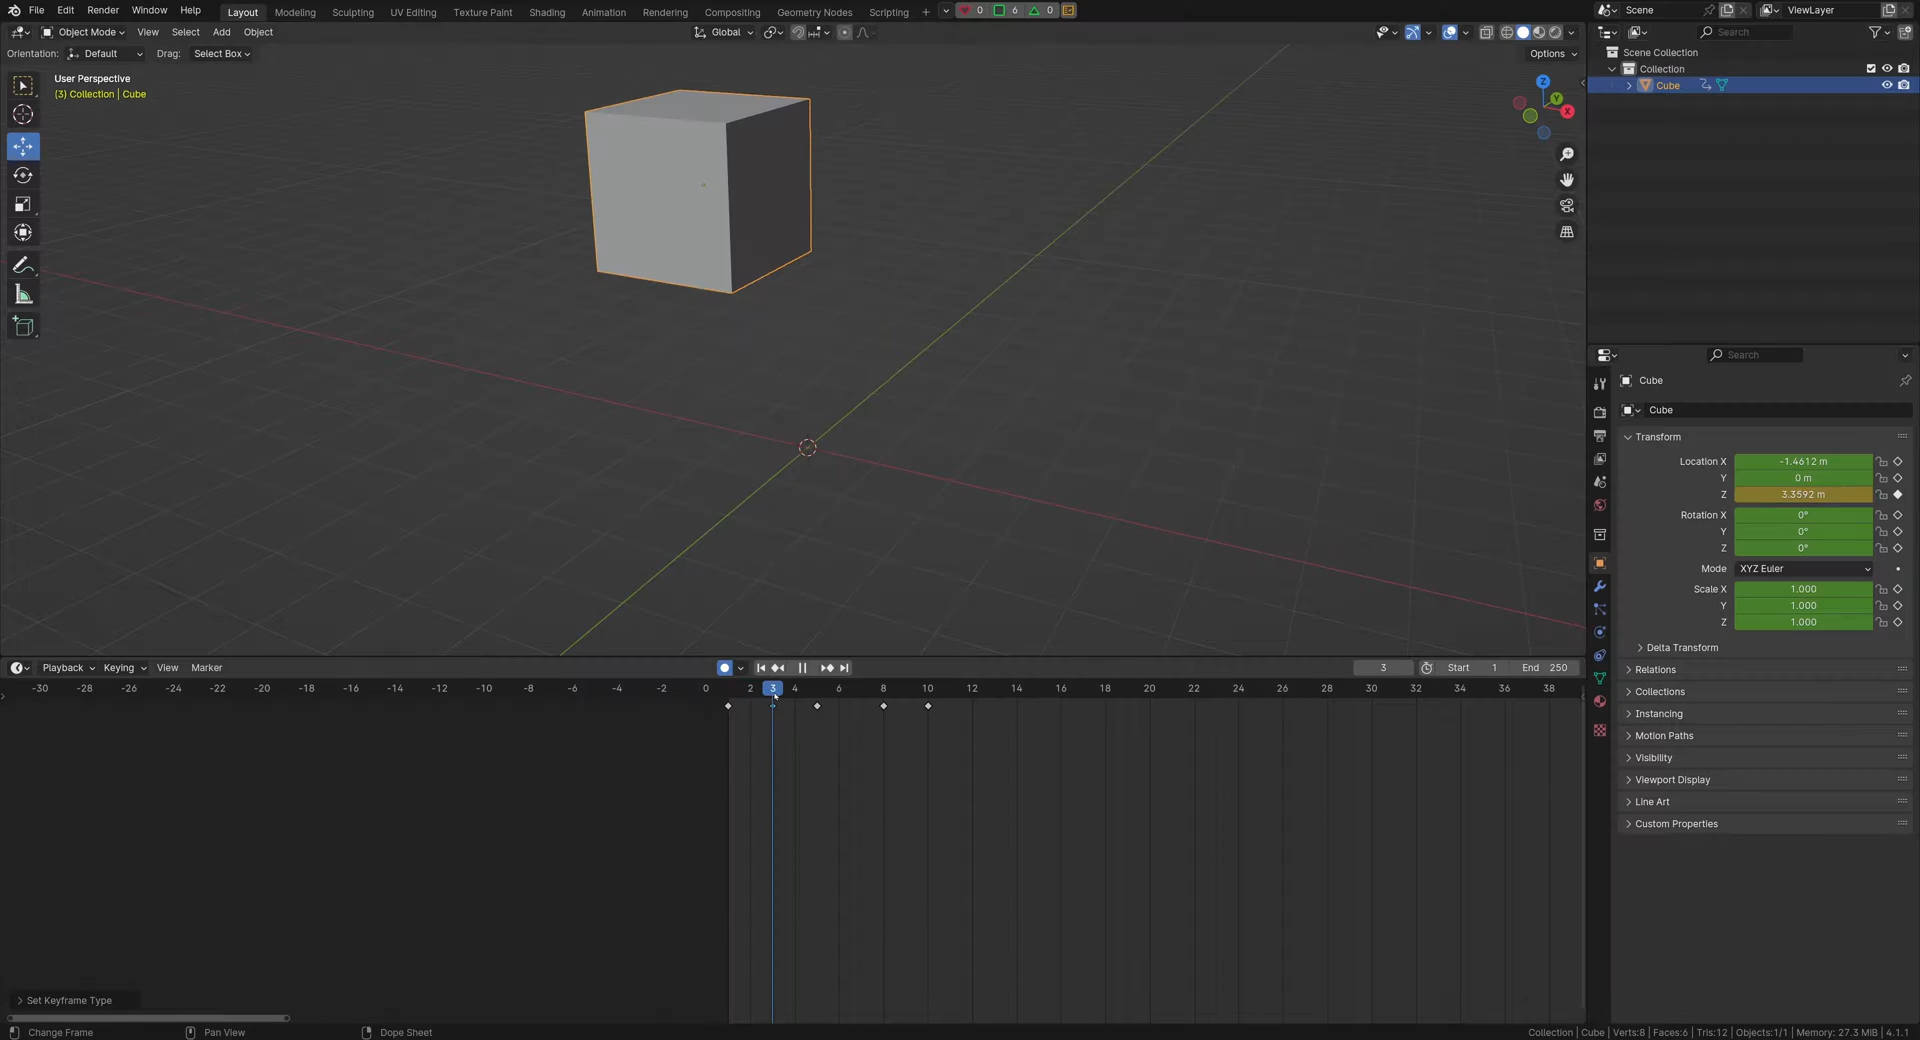 File Edit Render Window Help Layout Modeling Sculpting UV Editing Texture Paint Shading Animation Rendering Compositing Geometry Nodes Scripting + 0 6 0 Scene ViewLayer
Object Mode View Select Add Object Global Search
Orientation: Default Drag: Select Box Options
Scene Collection
Collection
Cube
User Perspective
(3) Collection | Cube
Z
Y
X
Search
Cube
Cube
Transform
Location X -1.4612 m
Y 0 m
Z 3.3592 m
Rotation X 0°
Y 0°
Z 0°
Mode XYZ Euler
Scale X 1.000
Y 1.000
Z 1.000
Delta Transform
Relations
Collections
Instancing
Motion Paths
Visibility
Viewport Display
Line Art
Custom Properties
Playback Keying View Marker 3 Start 1 End 250
-30 -28 -26 -24 -22 -20 -18 -16 -14 -12 -10 -8 -6 -4 -2 0 2 3 4 6 8 10 12 14 16 18 20 22 24 26 28 30 32 34 36 38
Set Keyframe Type
Change Frame Pan View Dope Sheet Collection | Cube | Verts:8 | Faces:6 | Tris:12 | Objects:1/1 | Memory: 27.3 MiB | 4.1.1